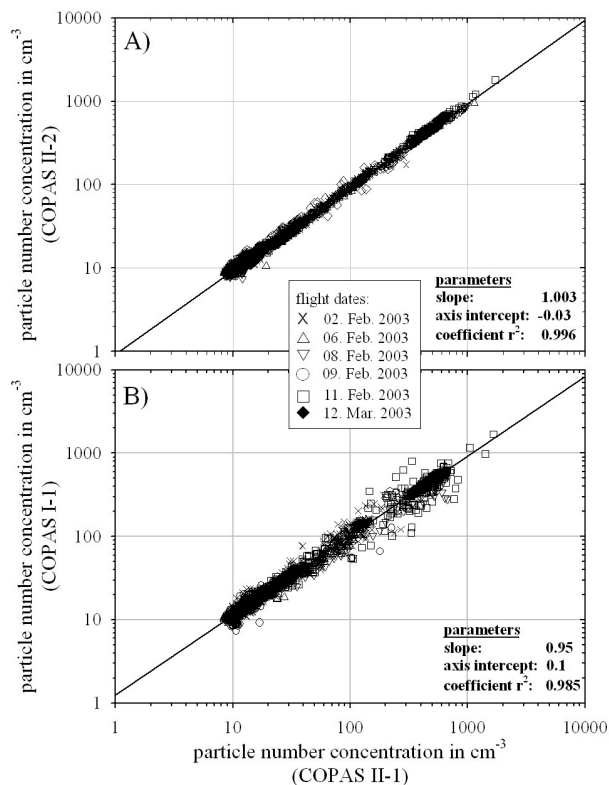 A)
10000
1000
100
10
1
particle number concentration in cm-3
(COPAS II-2)
parameters
slope: 1.003
axis intercept: -0.03
coefficient r2: 0.996
flight dates:
02. Feb. 2003
06. Feb. 2003
08. Feb. 2003
09. Feb. 2003
11. Feb. 2003
12. Mar. 2003
B)
10000
1000
100
10
1
particle number concentration in cm-3
(COPAS I-1)
parameters
slope: 0.95
axis intercept: 0.1
coefficient r2: 0.985
1 10 100 1000 10000
particle number concentration in cm-3
(COPAS II-1)